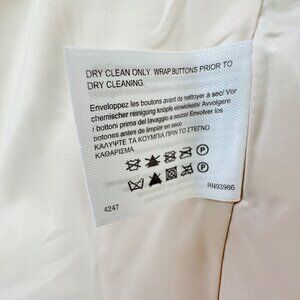 DRY CLEAN ONLY. WRAP BUTTONS PRIOR TO
DRY CLEANING.
Enveloppez les boutons avant de nettoyer à sec/ Vor
chemischer reinigung knöpfe einwickeln/ Avvolgere
i bottoni prima del lavaggio a secco/ Envolver los
botones antes de limpiar en seco
ΚΑΛΥΨΤΕ ΤΑ ΚΟΥΜΠΙΑ ΠΡΙΝ ΤΟ ΣΤΕΓΝΟ
ΚΑΘΑΡΙΣΜΑ
P
P
RN93986
4247